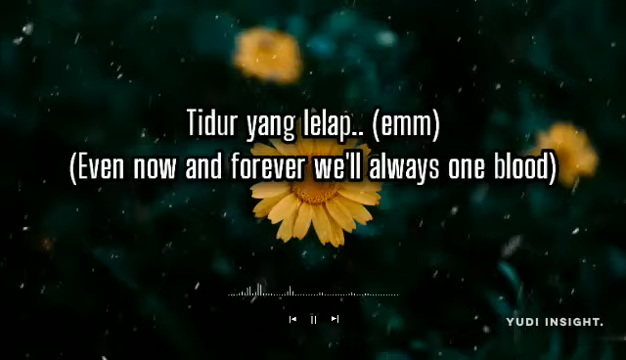 Tidur yang lelap.. (emm)
(Even now and forever we'll always one blood)
YUDI INSIGHT.